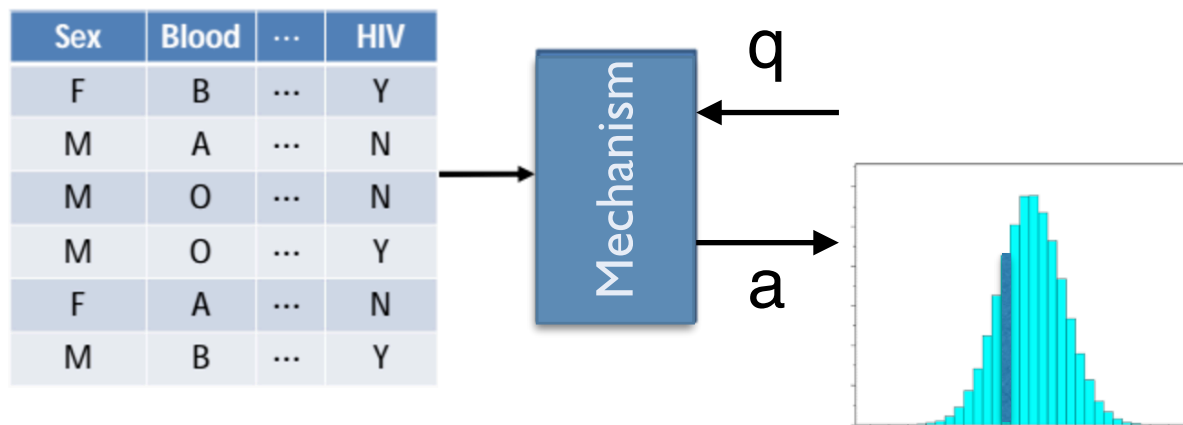 Sex Blood ... HIV
F B ... Y
M A ... N
M O ... N
M O ... Y
F A ... N
M B ... Y
Mechanism
q
a